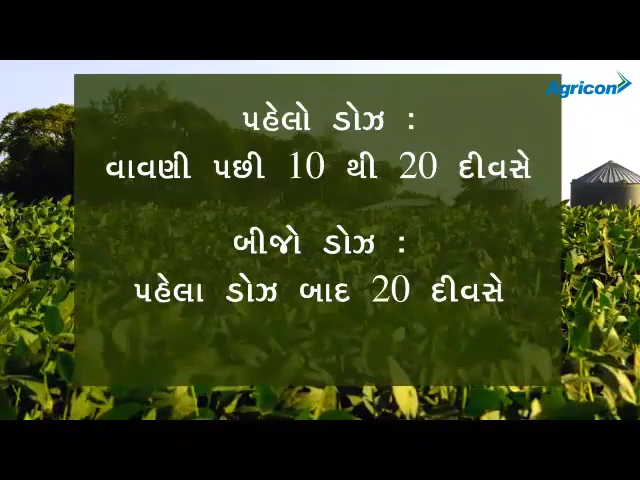 Agricon
પહેલો ડોઝ :
વાવણી પછી 10 થી 20 દીવસે
બીજો ડોઝ :
પહેલા ડોઝ બાદ 20 દીવસે